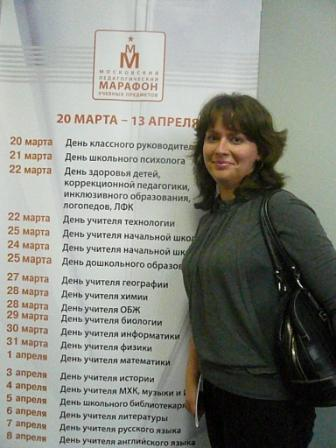 ММ
МОСКОВСКИЙ
ПЕДАГОГИЧЕСКИЙ
МАРАФОН
УЧЕБНЫХ ПРЕДМЕТОВ
20 МАРТА – 13 АПРЕЛЯ
20 марта День классного руководител
21 марта День школьного психолога
22 марта День здоровья детей,
коррекционной педагогики,
инклюзивного образования,
логопедов, ЛФК
22 марта День учителя технологии
25 марта День учителя начальной шко
24 марта День учителя начальной шко
25 марта День дошкольного образов
27 марта День учителя географии
28 марта День учителя химии
28 марта День учителя ОБЖ
29 марта День учителя биологии
30 марта День учителя информатики
31 марта День учителя физики
1 апреля День учителя математики
3 апреля День учителя истории
4 апреля День учителя МХК, музыки и
5 апреля День школьного библиотекаря
6 апреля День учителя литературы
7 апреля День учителя русского языка
8 апреля День учителя английского языка